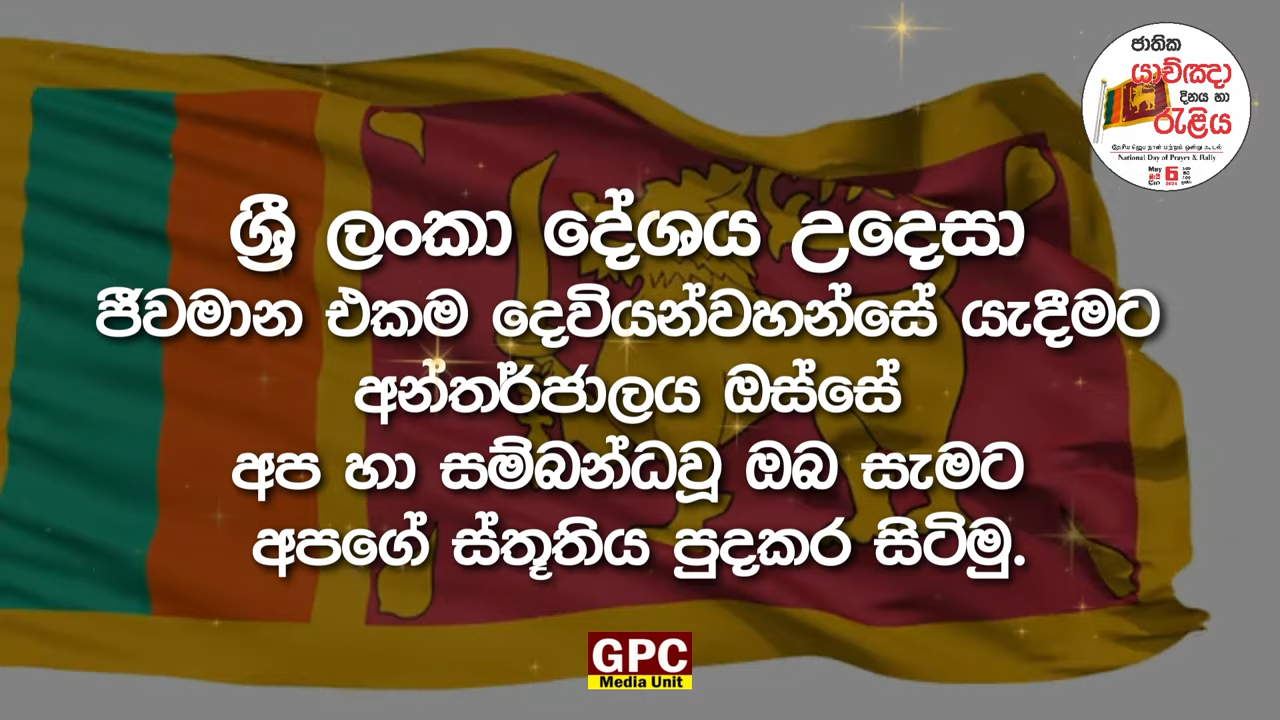 ජාතික
යාච්ඤා
දිනය හා
රැළිය
National Day of Prayer & Rally
May
6
ශ්‍රී ලංකා දේශය උදෙසා
ජීවමාන එකම දෙවියන්වහන්සේ යැදීමට
අන්තර්ජාලය ඔස්සේ
අප හා සම්බන්ධවූ ඔබ සැමට
අපගේ ස්තූතිය පුදකර සිටිමු.
GPC
Media Unit